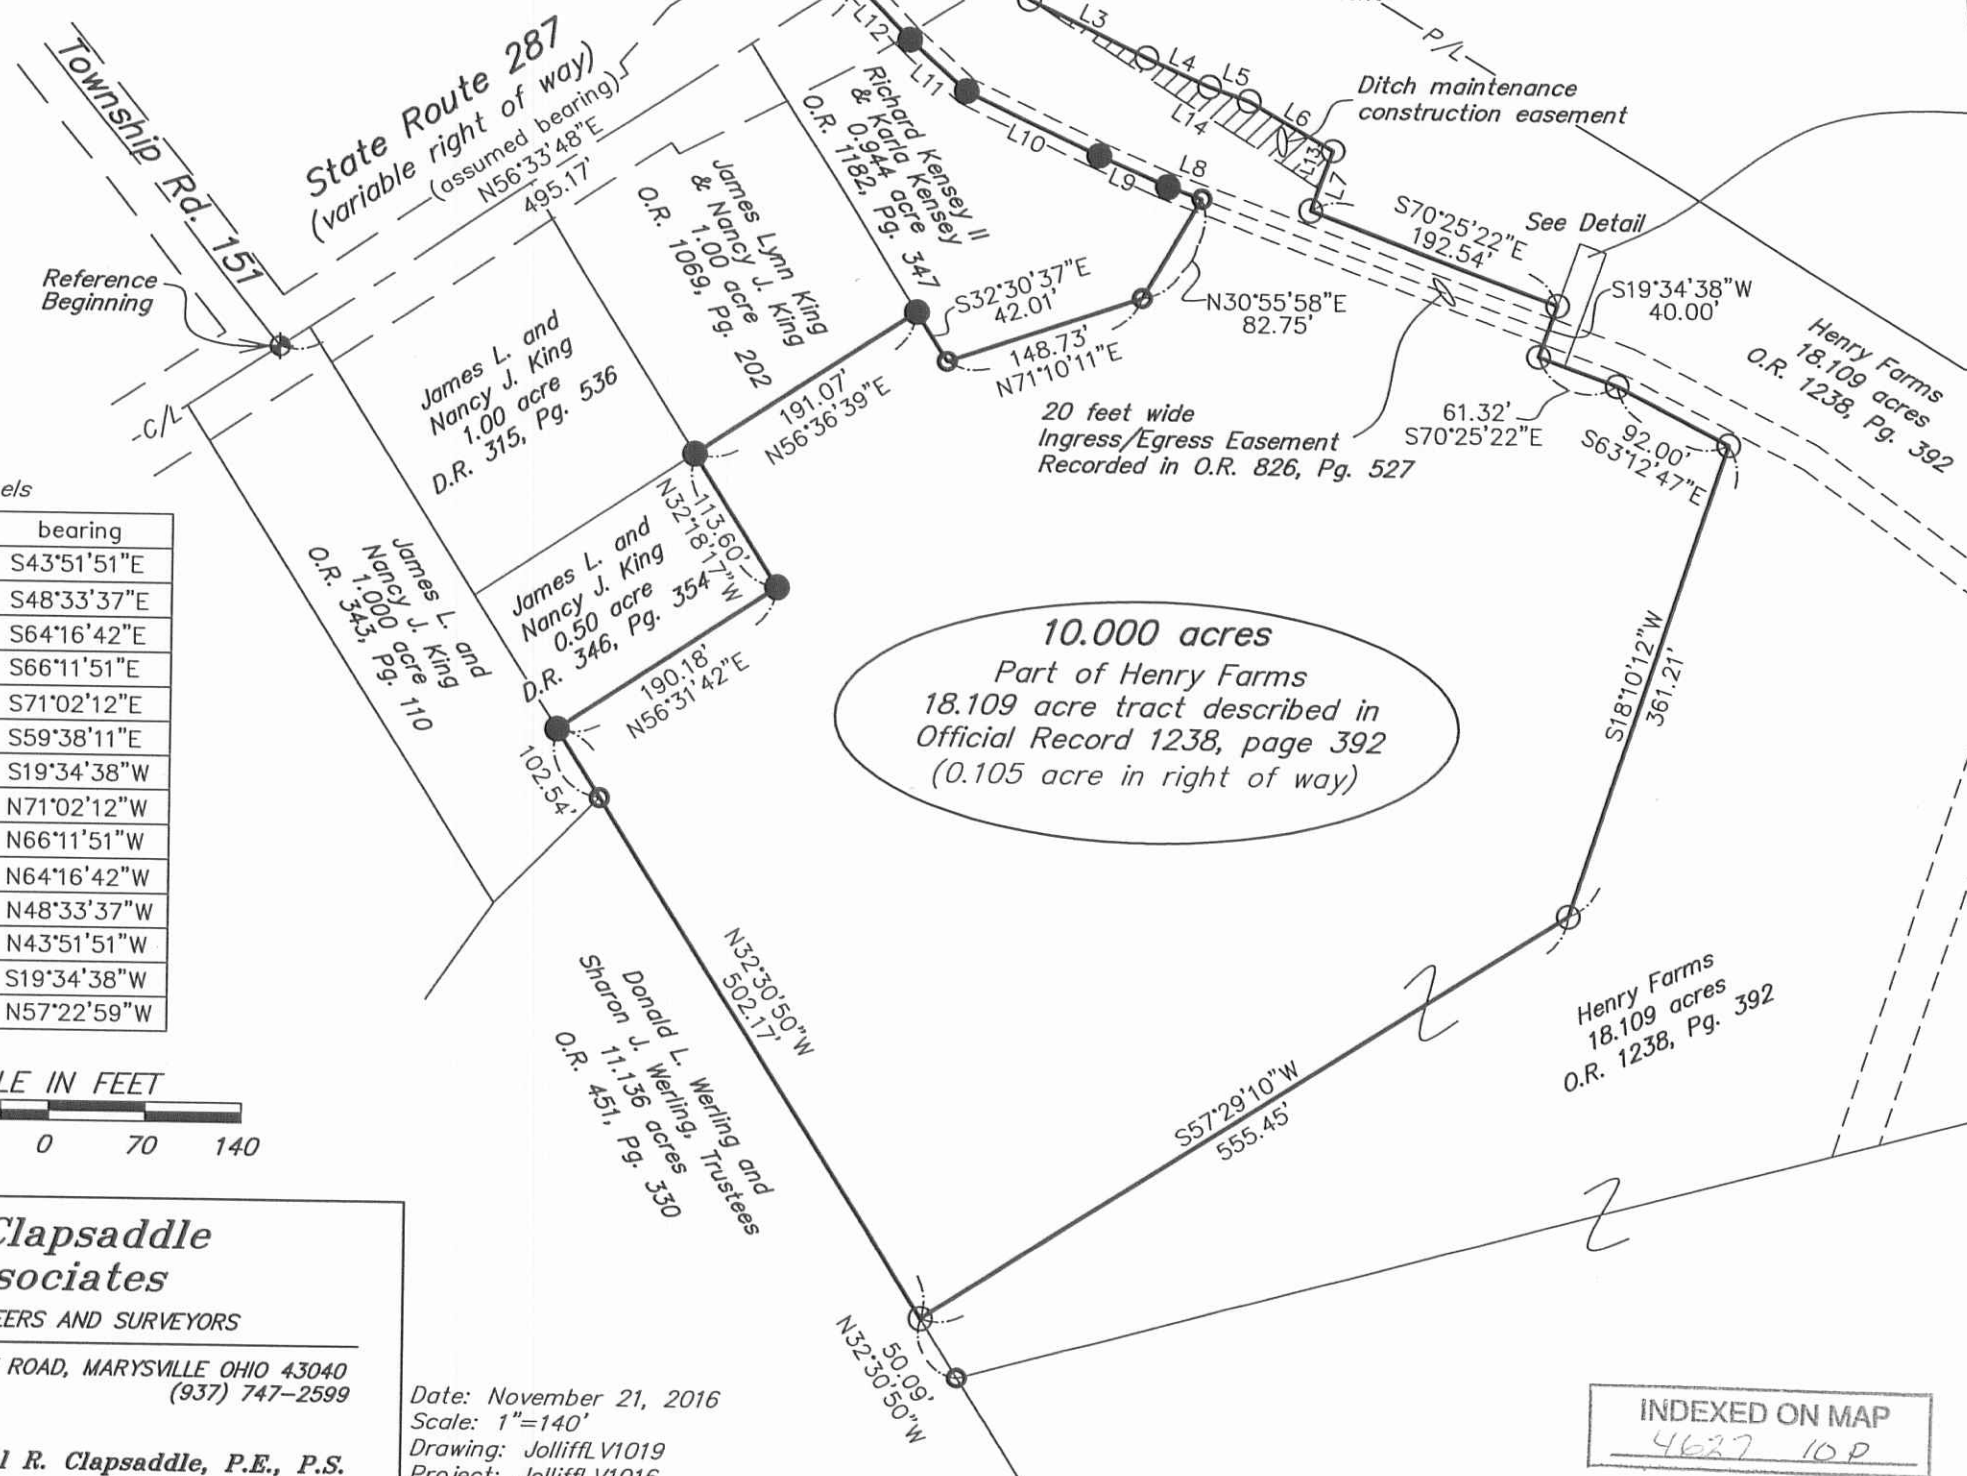 Township Rd. 151
State Route 287
(variable right of way)
(assumed bearing)
N56°33'48"E
495.17'
Reference
Beginning
C/L
L12
L11
L10
L9
L8
L3
L4
L5
L6
L14
L13
L7
P/L
Ditch maintenance
construction easement
Richard Kensey II
& Karla Kensey
0.944 acre
O.R. 1182, Pg. 347
James Lynn King
& Nancy J. King
1.00 acre
O.R. 1069, Pg. 202
James L. and
Nancy J. King
1.00 acre
D.R. 315, Pg. 536
S32°30'37"E
42.01'
148.73'
N71°10'11"E
N30°55'58"E
82.75'
S70°25'22"E
192.54'
See Detail
S19°34'38"W
40.00'
Henry Farms
18.109 acres
O.R. 1238, Pg. 392
191.07'
N56°36'39"E
20 feet wide
Ingress/Egress Easement
Recorded in O.R. 826, Pg. 527
61.32'
S70°25'22"E
92.00'
S63°12'47"E
113.60'
N32°18'17"W
James L. and
Nancy J. King
0.50 acre
D.R. 346, Pg. 354
James L. and
Nancy J. King
1.000 acre
O.R. 343, Pg. 110
190.18'
N56°31'42"E
102.54'
10.000 acres
Part of Henry Farms
18.109 acre tract described in
Official Record 1238, page 392
(0.105 acre in right of way)
S18°10'12"W
361.21'
els
bearing
S43°51'51"E
S48°33'37"E
S64°16'42"E
S66°11'51"E
S71°02'12"E
S59°38'11"E
S19°34'38"W
N71°02'12"W
N66°11'51"W
N64°16'42"W
N48°33'37"W
N43°51'51"W
S19°34'38"W
N57°22'59"W
N32°30'50"W
502.17'
Donald L. Werling and
Sharon J. Werling, Trustees
11.136 acres
O.R. 451, Pg. 330
Henry Farms
18.109 acres
O.R. 1238, Pg. 392
S57°29'10"W
555.45'
LE IN FEET
0 70 140
50.09'
N32°30'50"W
Clapsaddle
sociates
EERS AND SURVEYORS
ROAD, MARYSVILLE OHIO 43040
(937) 747-2599
l R. Clapsaddle, P.E., P.S.
Date: November 21, 2016
Scale: 1"=140'
Drawing: JolliffLV1019
Project: JolliffLV1016
INDEXED ON MAP
4627 10P